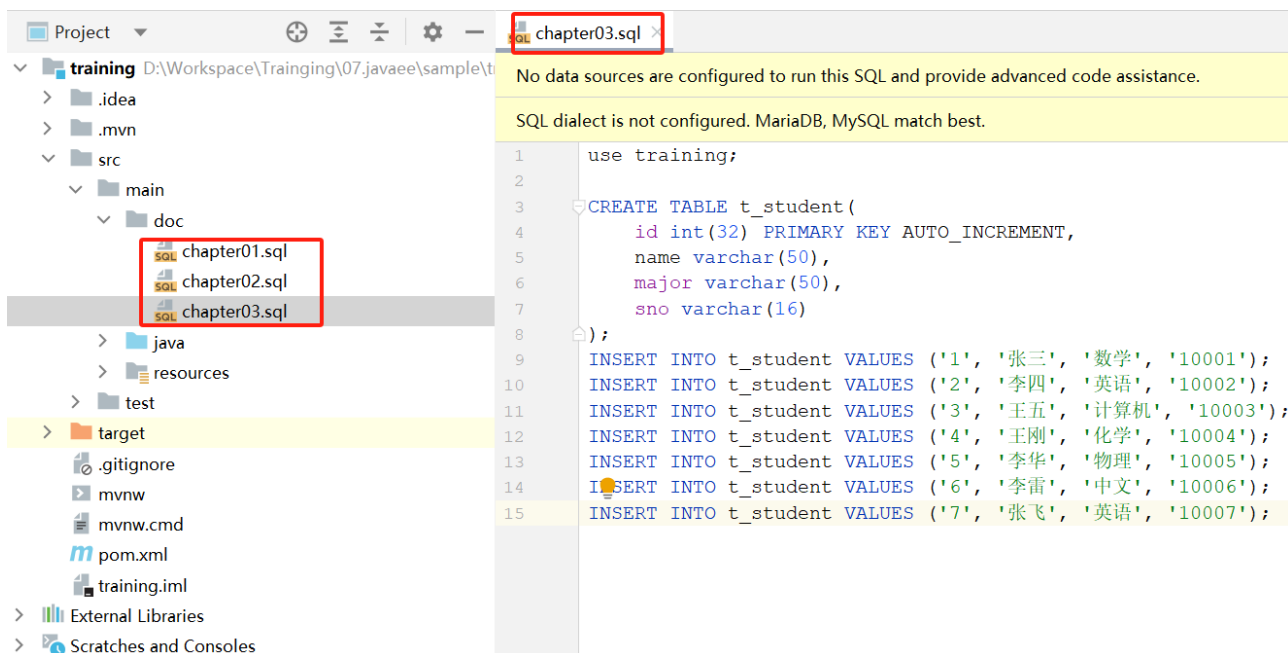 Project
training D:\Workspace\Trainging\07.javaee\sample\t
.idea
.mvn
src
main
doc
SQL chapter01.sql
SQL chapter02.sql
SQL chapter03.sql
java
resources
test
target
.gitignore
mvnw
mvnw.cmd
m pom.xml
training.iml
External Libraries
Scratches and Consoles
SQL chapter03.sql
No data sources are configured to run this SQL and provide advanced code assistance.
SQL dialect is not configured. MariaDB, MySQL match best.
1 use training;
2
3 CREATE TABLE t_student(
4 id int(32) PRIMARY KEY AUTO_INCREMENT,
5 name varchar(50),
6 major varchar(50),
7 sno varchar(16)
8 );
9 INSERT INTO t_student VALUES ('1', '张三', '数学', '10001');
10 INSERT INTO t_student VALUES ('2', '李四', '英语', '10002');
11 INSERT INTO t_student VALUES ('3', '王五', '计算机', '10003');
12 INSERT INTO t_student VALUES ('4', '王刚', '化学', '10004');
13 INSERT INTO t_student VALUES ('5', '李华', '物理', '10005');
14 INSERT INTO t_student VALUES ('6', '李雷', '中文', '10006');
15 INSERT INTO t_student VALUES ('7', '张飞', '英语', '10007');